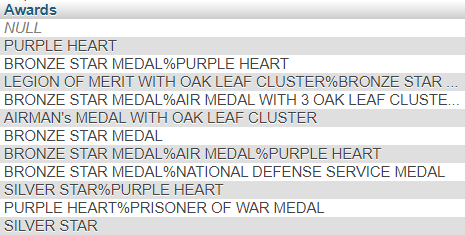 Awards
NULL
PURPLE HEART
BRONZE STAR MEDAL%PURPLE HEART
LEGION OF MERIT WITH OAK LEAF CLUSTER%BRONZE STAR ...
BRONZE STAR MEDAL%AIR MEDAL WITH 3 OAK LEAF CLUSTE...
AIRMAN's MEDAL WITH OAK LEAF CLUSTER
BRONZE STAR MEDAL
BRONZE STAR MEDAL%AIR MEDAL%PURPLE HEART
BRONZE STAR MEDAL%NATIONAL DEFENSE SERVICE MEDAL
SILVER STAR%PURPLE HEART
PURPLE HEART%PRISONER OF WAR MEDAL
SILVER STAR